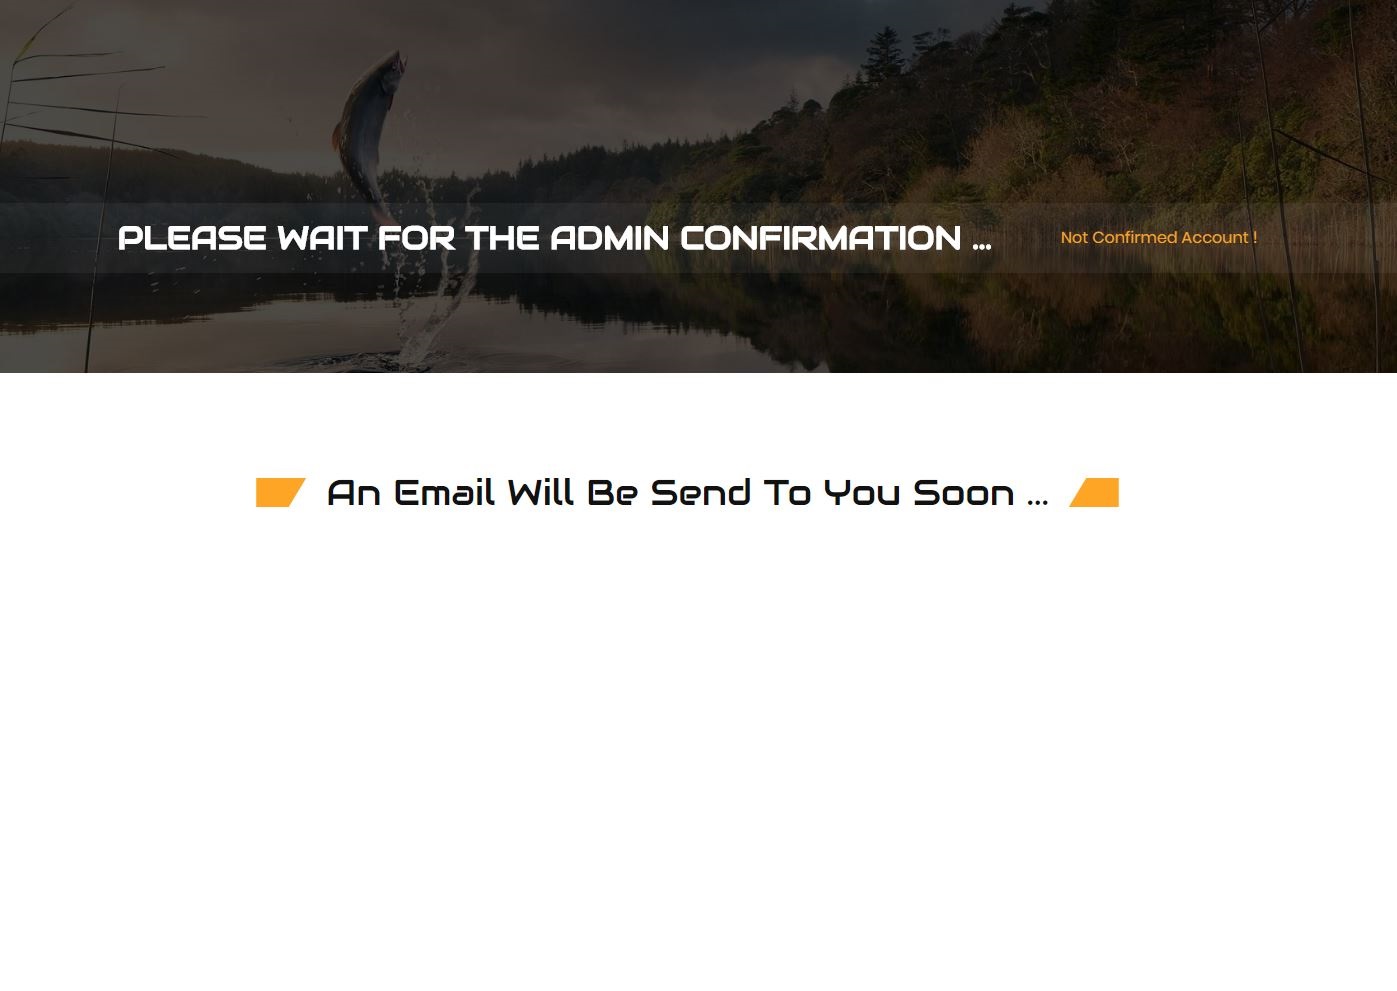 PLEASE WAIT FOR THE ADMIN CONFIRMATION ...
Not Confirmed Account !
An Email Will Be Send To You Soon ...